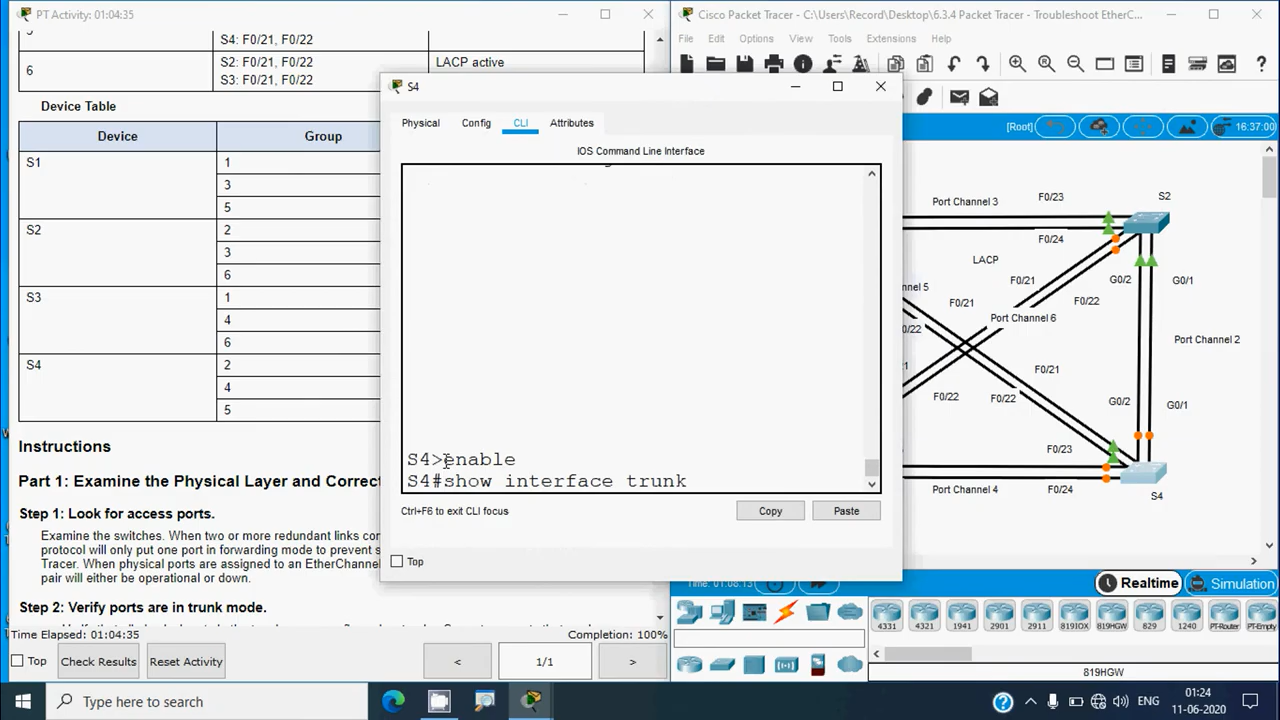 PT Activity: 01:04:35
S4: F0/21, F0/22
6
S2: F0/21, F0/22
S3: F0/21, F0/22
LACP active
Device Table
Device
Group
S1
1
3
5
S2
2
3
6
S3
1
4
6
S4
2
4
5
Instructions
Part 1: Examine the Physical Layer and Correct
Step 1: Look for access ports.
Examine the switches. When two or more redundant links co
protocol will only put one port in forwarding mode to prevent s
Tracer. When physical ports are assigned to an EtherChannel
pair will either be operational or down.
Step 2: Verify ports are in trunk mode.
Time Elapsed: 01:04:35
Completion: 100%
Top
Check Results
Reset Activity
<
1/1
>
S4
Physical
Config
CLI
Attributes
IOS Command Line Interface
S4>enable
S4#show interface trunk
Ctrl+F6 to exit CLI focus
Copy
Paste
Top
Cisco Packet Tracer - C:\Users\Record\Desktop\6.3.4 Packet Tracer - Troubleshoot EtherC...
File
Edit
Options
View
Tools
Extensions
Help
[Root]
16:37:00
Port Channel 3
F0/23
S2
F0/24
LACP
F0/21
G0/2
G0/1
nnel 5
F0/21
F0/22
0/22
Port Channel 6
Port Channel 2
F0/21
F0/22
F0/22
G0/2
G0/1
F0/23
Port Channel 4
F0/24
S4
Time: 01:08:13
Realtime
Simulation
4331
4321
1941
2901
2911
819IOX
819HGW
829
1240
PT-Router
PT-Empty
819HGW
Type here to search
ENG
01:24
11-06-2020